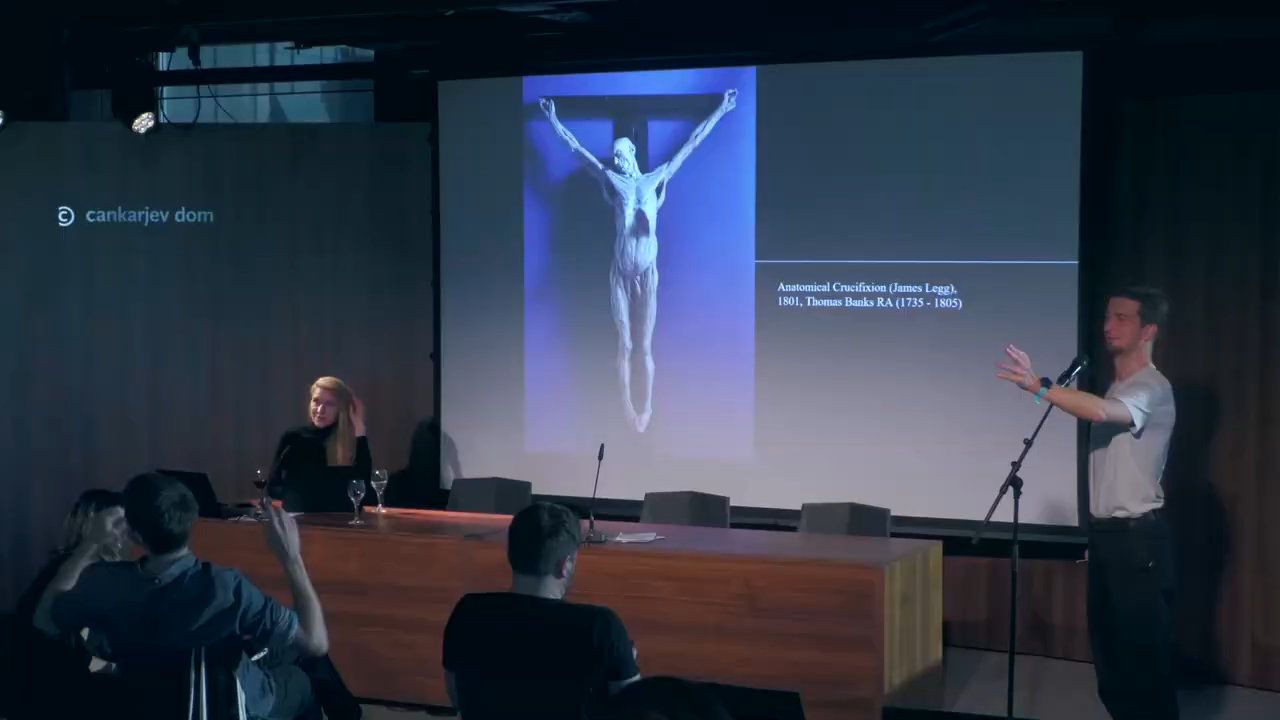 cankarjev dom
Anatomical Crucifixion (James Legg),
1801, Thomas Banks RA (1735 - 1805)